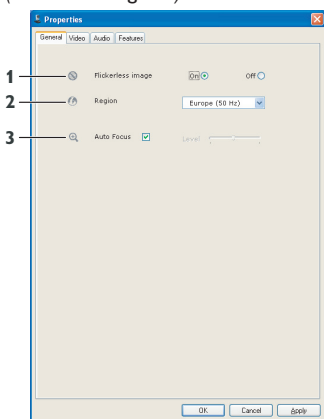 Properties
General Video Audio Features
1 Flickerless image On Off
2 Region Europe (50 Hz)
3 Auto Focus Level
OK Cancel Apply